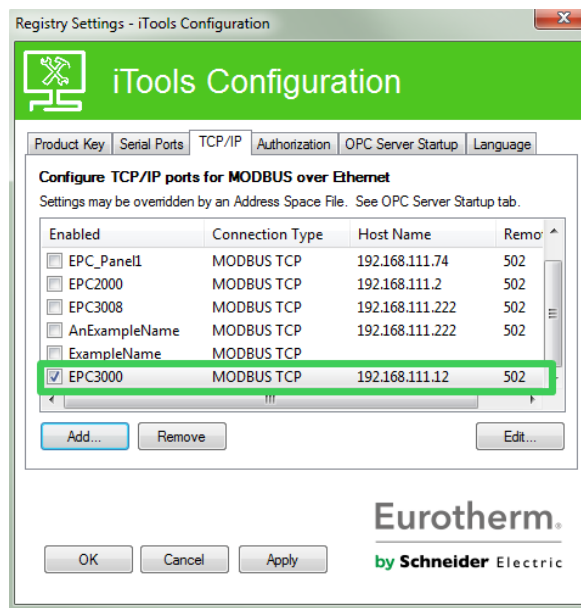 Registry Settings - iTools Configuration
iTools Configuration
Product Key Serial Ports TCP/IP Authorization OPC Server Startup Language
Configure TCP/IP ports for MODBUS over Ethernet
Settings may be overridden by an Address Space File. See OPC Server Startup tab.
Enabled Connection Type Host Name Remo
EPC_Panel1 MODBUS TCP 192.168.111.74 502
EPC2000 MODBUS TCP 192.168.111.2 502
EPC3008 MODBUS TCP 192.168.111.222 502
AnExampleName MODBUS TCP 192.168.111.222 502
ExampleName MODBUS TCP
EPC3000 MODBUS TCP 192.168.111.12 502
Add... Remove Edit...
Eurotherm®
by Schneider Electric
OK Cancel Apply